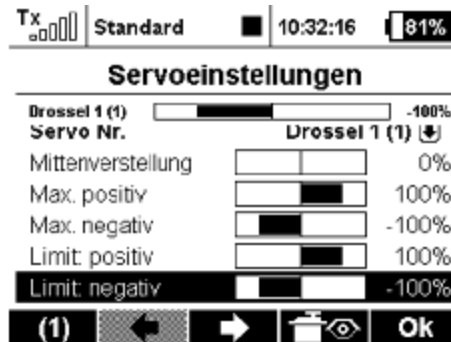 Tx Standard 10:32:16 81%
Servoeinstellungen
Drossel 1 (1) -100%
Servo Nr. Drossel 1 (1)
Mittenverstellung 0%
Max. positiv 100%
Max. negativ -100%
Limit: positiv 100%
Limit: negativ -100%
(1) Ok